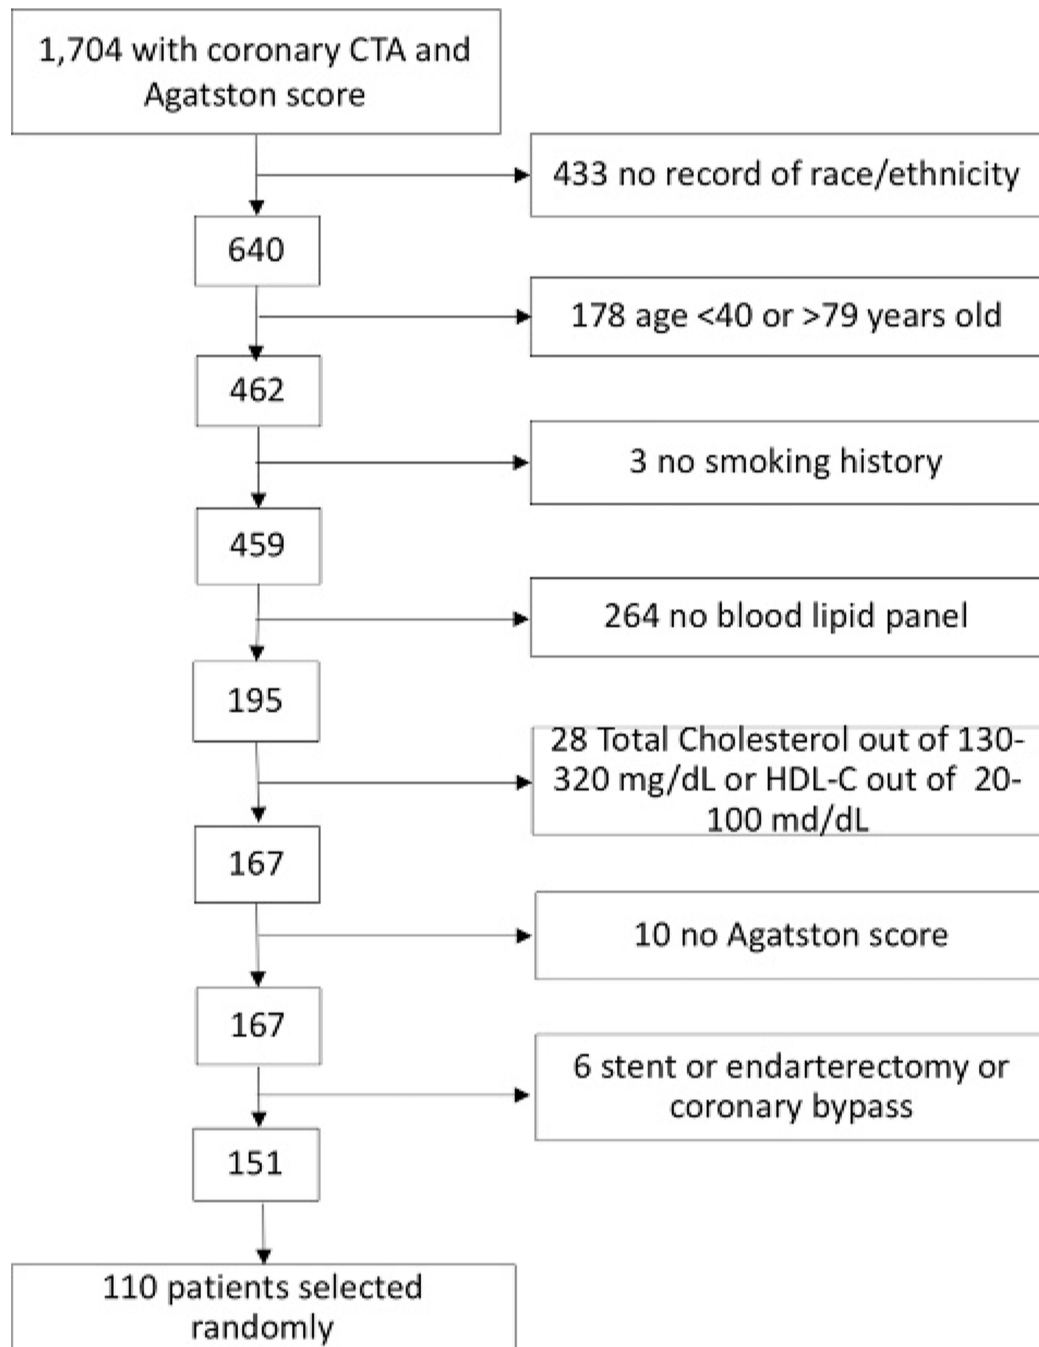 1,704 with coronary CTA and
Agatston score
433 no record of race/ethnicity
640
178 age <40 or >79 years old
462
3 no smoking history
459
264 no blood lipid panel
195
28 Total Cholesterol out of 130-
320 mg/dL or HDL-C out of 20-
100 md/dL
167
10 no Agatston score
167
6 stent or endarterectomy or
coronary bypass
151
110 patients selected
randomly